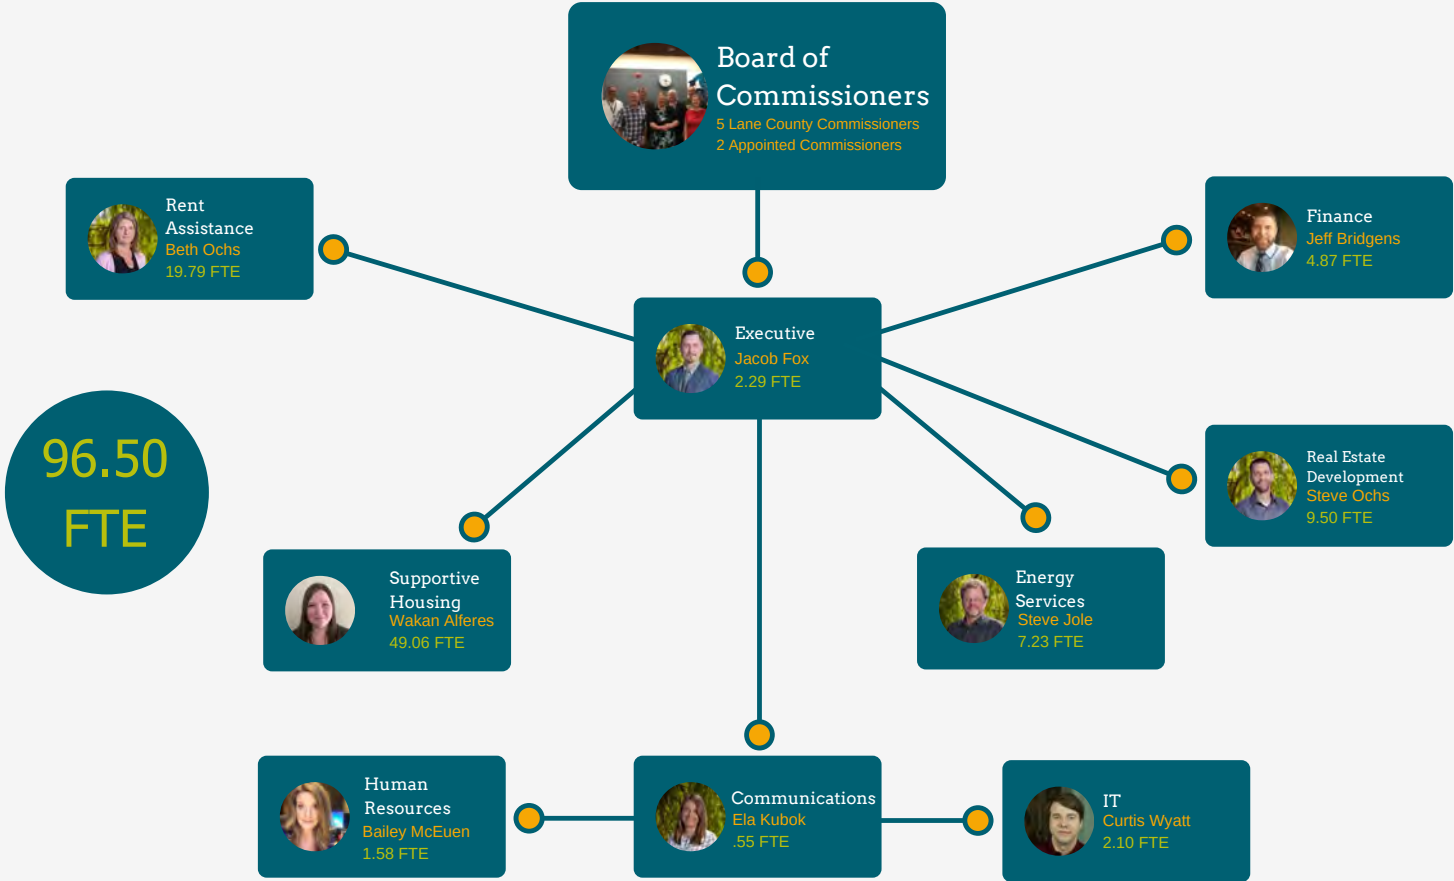 Board of
Commissioners
5 Lane County Commissioners
2 Appointed Commissioners
Rent
Assistance
Beth Ochs
19.79 FTE
Finance
Jeff Bridgens
4.87 FTE
Executive
Jacob Fox
2.29 FTE
96.50
FTE
Real Estate
Development
Steve Ochs
9.50 FTE
Supportive
Housing
Wakan Alferes
49.06 FTE
Energy
Services
Steve Jole
7.23 FTE
Human
Resources
Bailey McEuen
1.58 FTE
Communications
Ela Kubok
.55 FTE
IT
Curtis Wyatt
2.10 FTE